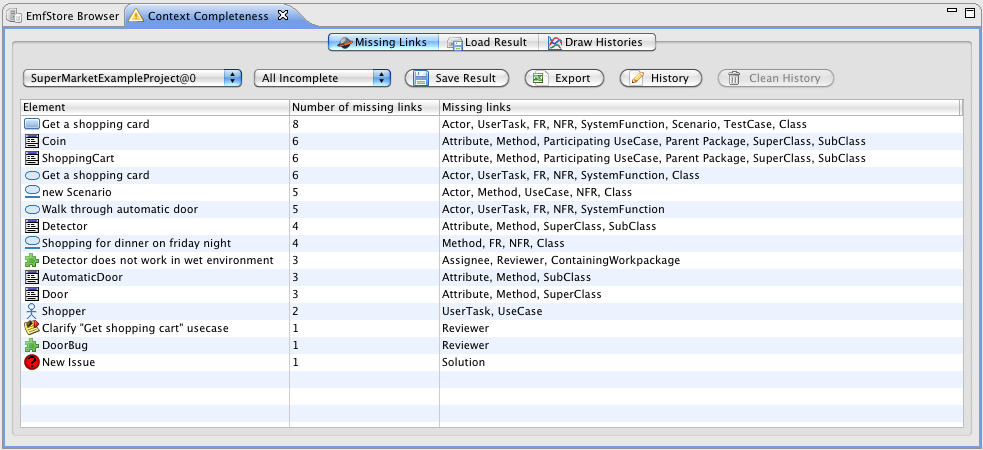 EmfStore Browser Context Completeness
Missing Links Load Result Draw Histories
SuperMarketExampleProject@0 All Incomplete Save Result Export History Clean History
Element Number of missing links Missing links
Get a shopping card 8 Actor, UserTask, FR, NFR, SystemFunction, Scenario, TestCase, Class
Coin 6 Attribute, Method, Participating UseCase, Parent Package, SuperClass, SubClass
ShoppingCart 6 Attribute, Method, Participating UseCase, Parent Package, SuperClass, SubClass
Get a shopping card 6 Actor, UserTask, FR, NFR, SystemFunction, Class
new Scenario 5 Actor, Method, UseCase, NFR, Class
Walk through automatic door 5 Actor, UserTask, FR, NFR, SystemFunction
Detector 4 Attribute, Method, SuperClass, SubClass
Shopping for dinner on friday night 4 Method, FR, NFR, Class
Detector does not work in wet environment 3 Assignee, Reviewer, ContainingWorkpackage
AutomaticDoor 3 Attribute, Method, SubClass
Door 3 Attribute, Method, SuperClass
Shopper 2 UserTask, UseCase
Clarify "Get shopping cart" usecase 1 Reviewer
DoorBug 1 Reviewer
New Issue 1 Solution